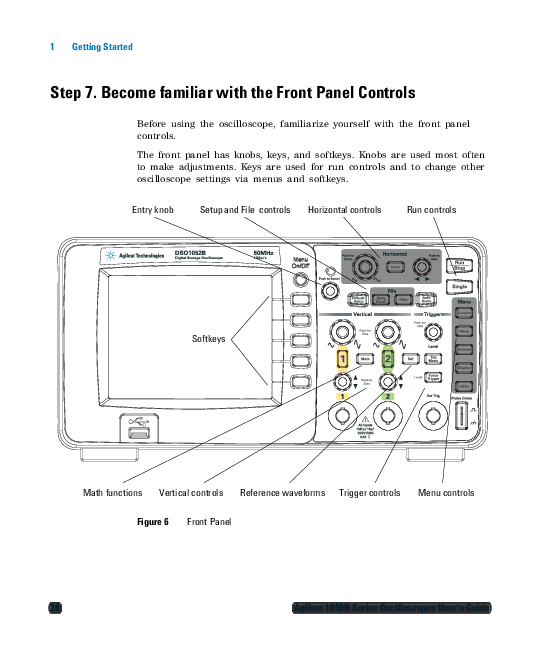 1 Getting Started
Step 7. Become familiar with the Front Panel Controls
Before using the oscilloscope, familiarize yourself with the front panel
controls.
The front panel has knobs, keys, and softkeys. Knobs are used most often
to make adjustments. Keys are used for run controls and to change other
oscilloscope settings via menus and softkeys.
Entry knob Setup and File controls Horizontal controls Run controls
Agilent Technologies
DSO1052B
Digital Storage Oscilloscope
50MHz
1GSa/s
Menu
On/Off
Push to Select
Horizontal
Run
Stop
Single
File
Default
Setup
Auto
Scale
Menu
Vertical
Trigger
Level
Softkeys
1
Math
2
Ref
Trig
Menu
Force
Trigger
1
2
Ext Trig
Probe Comp
All Inputs
CAT I
Math functions Vertical controls Reference waveforms Trigger controls Menu controls
Figure 6 Front Panel
Agilent 1000B Series Oscilloscopes User's Guide